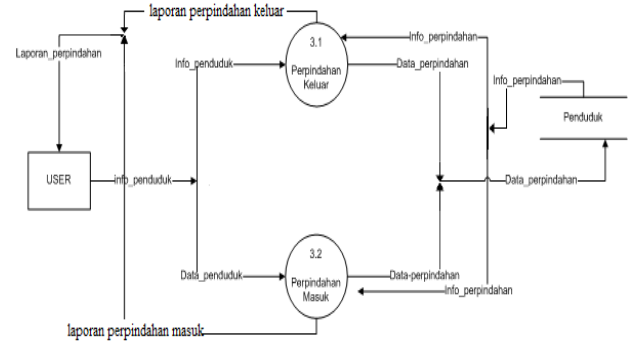 laporan perpindahan keluar
Laporan_perpindahan
Info_penduduk
3.1
Perpindahan
Keluar
Info_perpindahan
Data_perpindahan
Info_perpindahan
Penduduk
USER
info_penduduk
Data_perpindahan
Data_penduduk
3.2
Perpindahan
Masuk
Data-perpindahan
Info_perpindahan
laporan perpindahan masuk